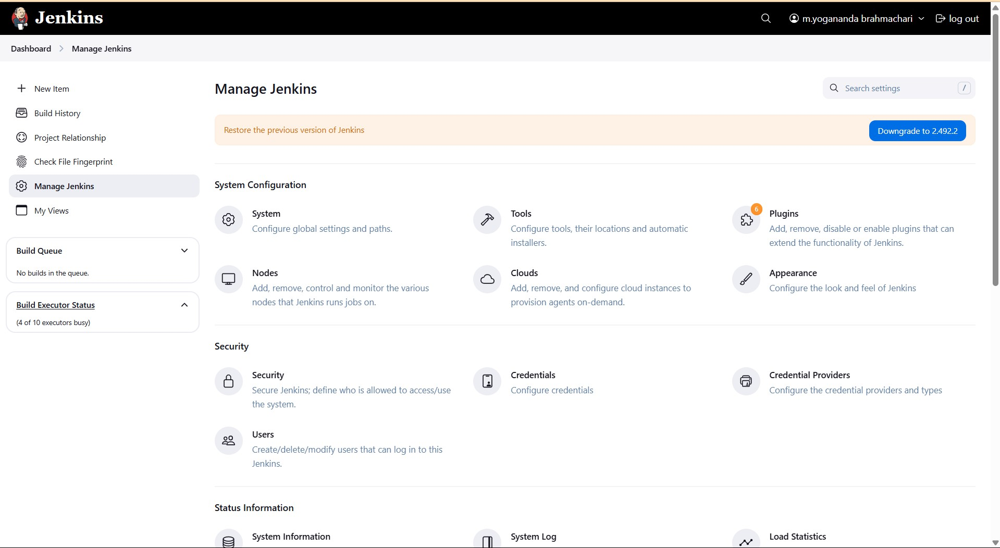 Jenkins
m.yogananda brahmachari
log out
Dashboard
Manage Jenkins
New Item
Build History
Project Relationship
Check File Fingerprint
Manage Jenkins
My Views
Build Queue
No builds in the queue.
Build Executor Status
(4 of 10 executors busy)
Manage Jenkins
Search settings
/
Restore the previous version of Jenkins
Downgrade to 2.492.2
System Configuration
System
Configure global settings and paths.
Tools
Configure tools, their locations and automatic
installers.
6
Plugins
Add, remove, disable or enable plugins that can
extend the functionality of Jenkins.
Nodes
Add, remove, control and monitor the various
nodes that Jenkins runs jobs on.
Clouds
Add, remove, and configure cloud instances to
provision agents on-demand.
Appearance
Configure the look and feel of Jenkins
Security
Security
Secure Jenkins; define who is allowed to access/use
the system.
Credentials
Configure credentials
Credential Providers
Configure the credential providers and types
Users
Create/delete/modify users that can log in to this
Jenkins.
Status Information
System Information
System Log
Load Statistics